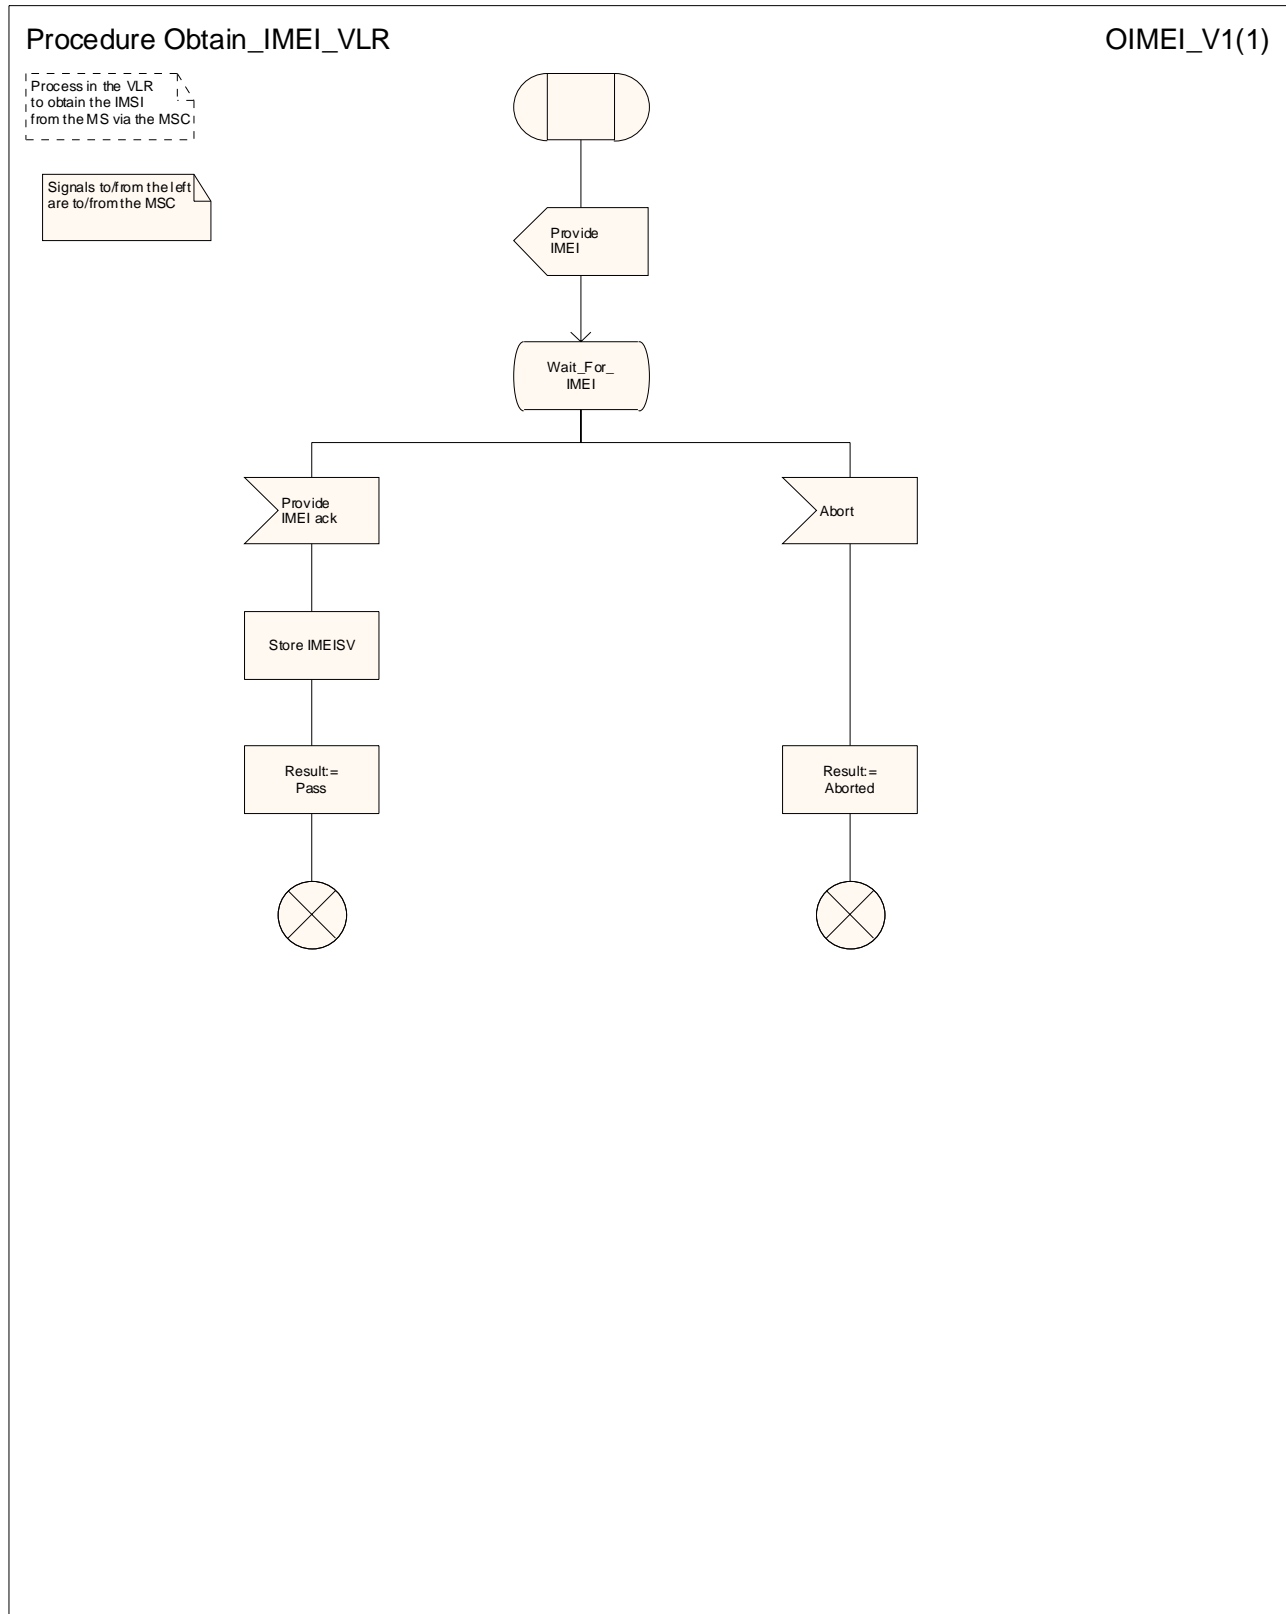 Procedure Obtain_IMEI_VLR
OIMEI_V1(1)
Process in the VLR
to obtain the IMSI
from the MS via the MSC
Signals to/from the left
are to/from the MSC
Provide
IMEI
Wait_For_
IMEI
Provide
IMEI ack
Abort
Store IMEISV
Result:=
Pass
Result:=
Aborted